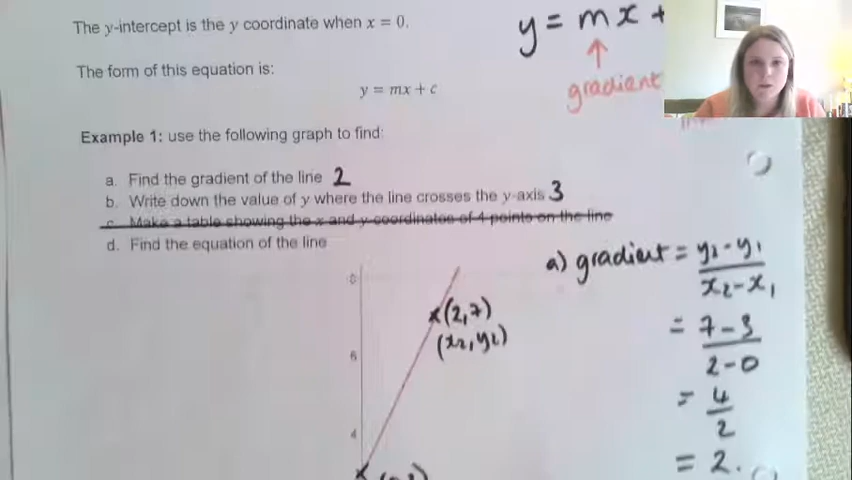 The y-intercept is the y coordinate when x = 0.
y = mx +
The form of this equation is:
gradient
y = mx + c
Example 1: use the following graph to find:
a. Find the gradient of the line 2
b. Write down the value of y where the line crosses the y-axis 3
c. Make a table showing the x and y coordinates of 4 points on the line
d. Find the equation of the line
a) gradient = y₂-y₁
x₂-x₁
= 7-3
2-0
= 4
2
= 2.
8
x(2,7)
(x₂,y₂)
6
4
x